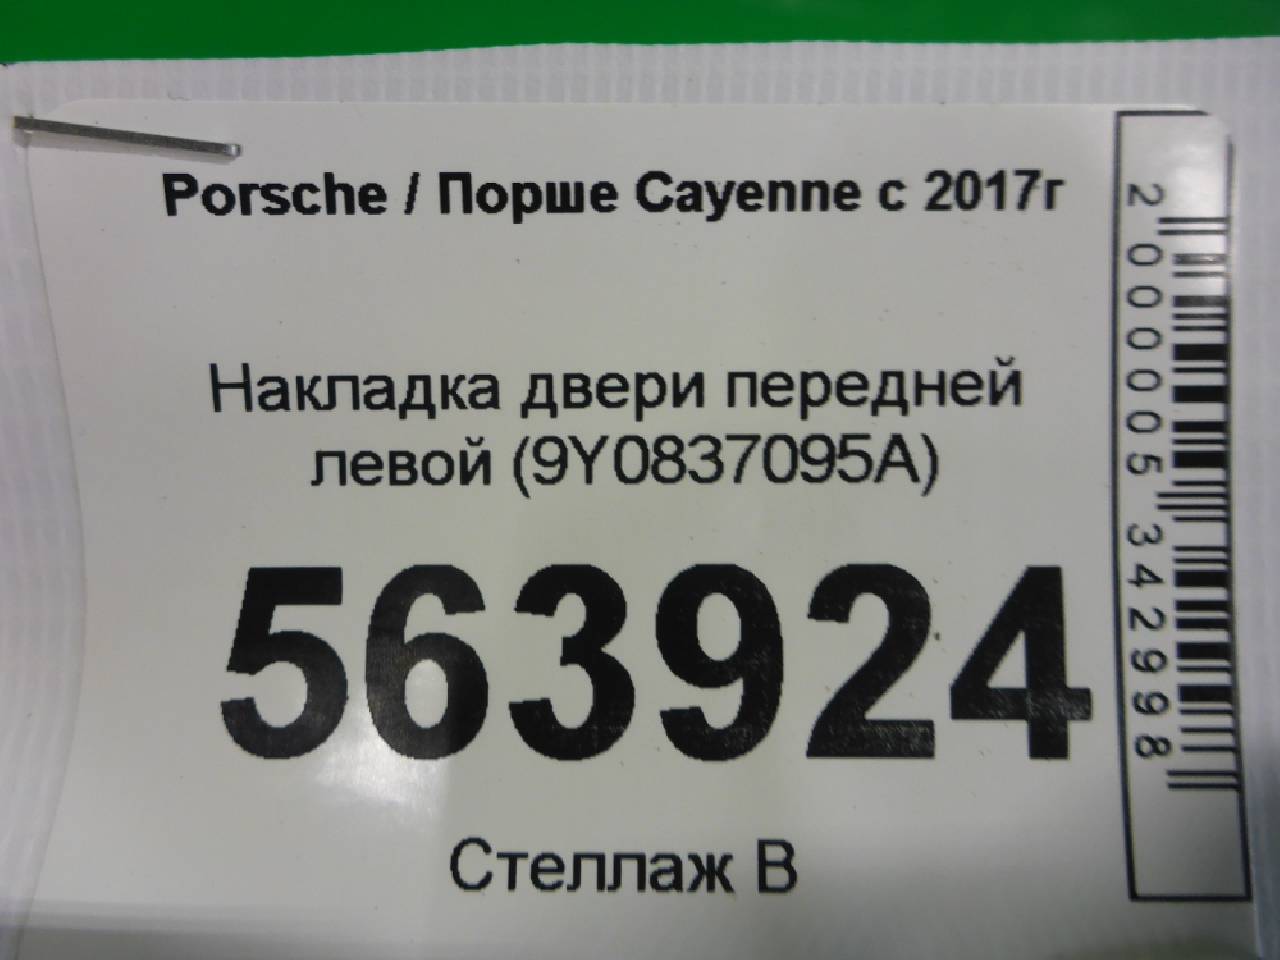 Porsche / Порше Cayenne с 2017г
Накладка двери передней
левой (9Y0837095A)
563924
Стеллаж В
2000005342998